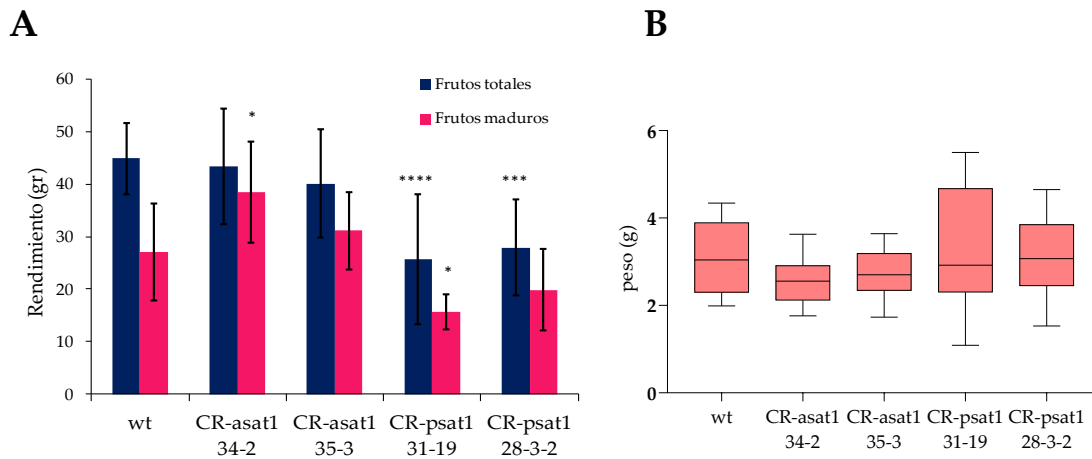 A
B
Rendimiento (gr)
60
50
40
30
20
10
0
Frutos totales
Frutos maduros
*
****
*
***
wt
CR-asat1
34-2
CR-asat1
35-3
CR-psat1
31-19
CR-psat1
28-3-2
peso (g)
6
4
2
0
wt
CR-asat1
34-2
CR-asat1
35-3
CR-psat1
31-19
CR-psat1
28-3-2